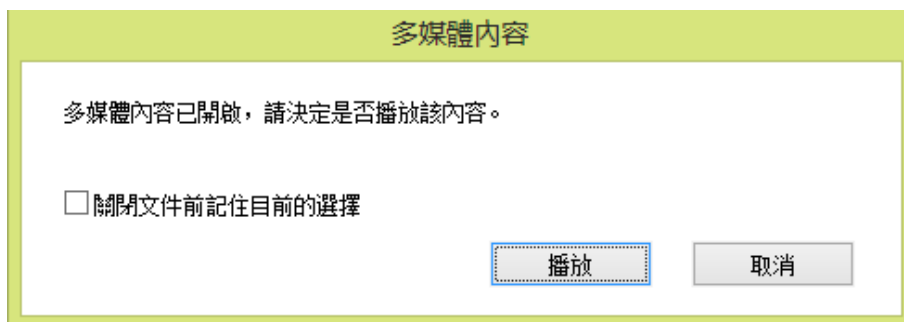 多媒體內容
多媒體內容已開啟，請決定是否播放該內容。
關閉文件前記住目前的選擇
播放
取消